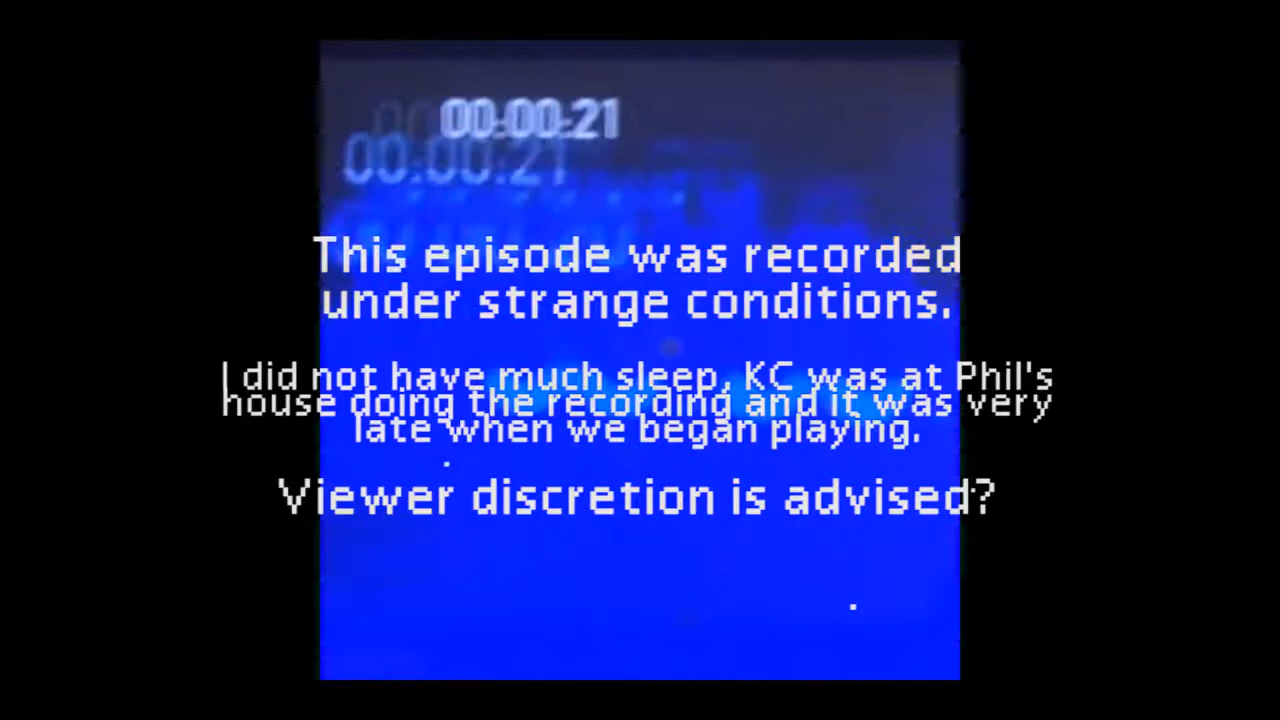 00:00:21
00:00:21
This episode was recorded
under strange conditions.
I did not have much sleep, KC was at Phil's
house doing the recording and it was very
late when we began playing.
Viewer discretion is advised?